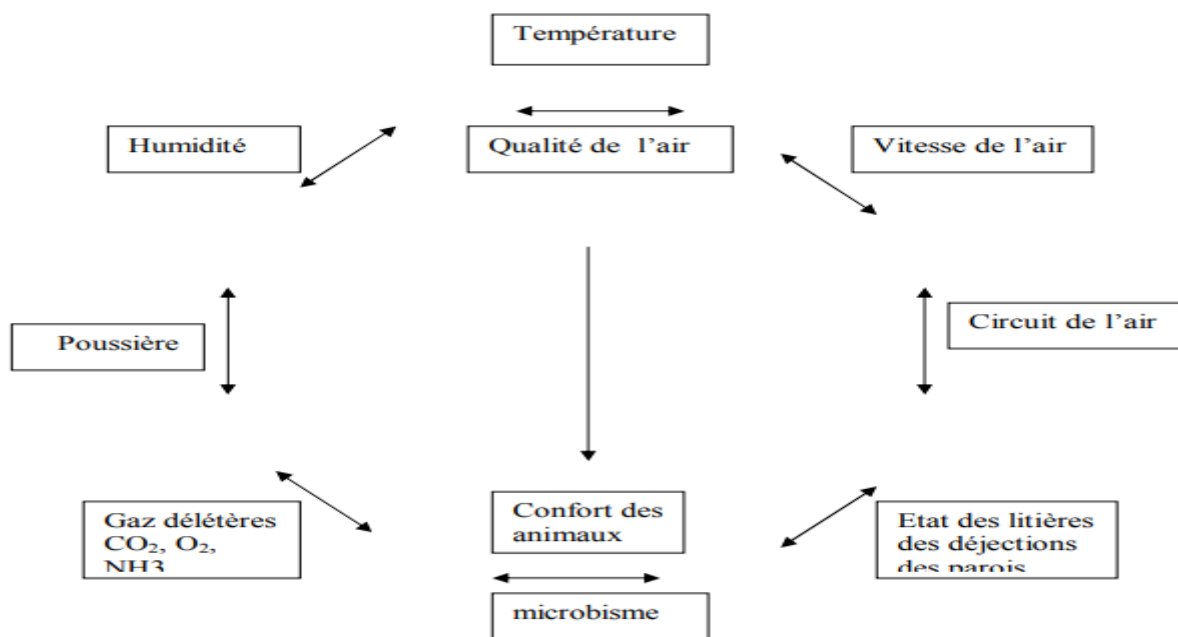 Température
Humidité
Qualité de l'air
Vitesse de l'air
Poussière
Circuit de l'air
Gaz délétères
CO₂, O₂,
NH3
Confort des
animaux
Etat des litières
des déjections
des parois
microbisme